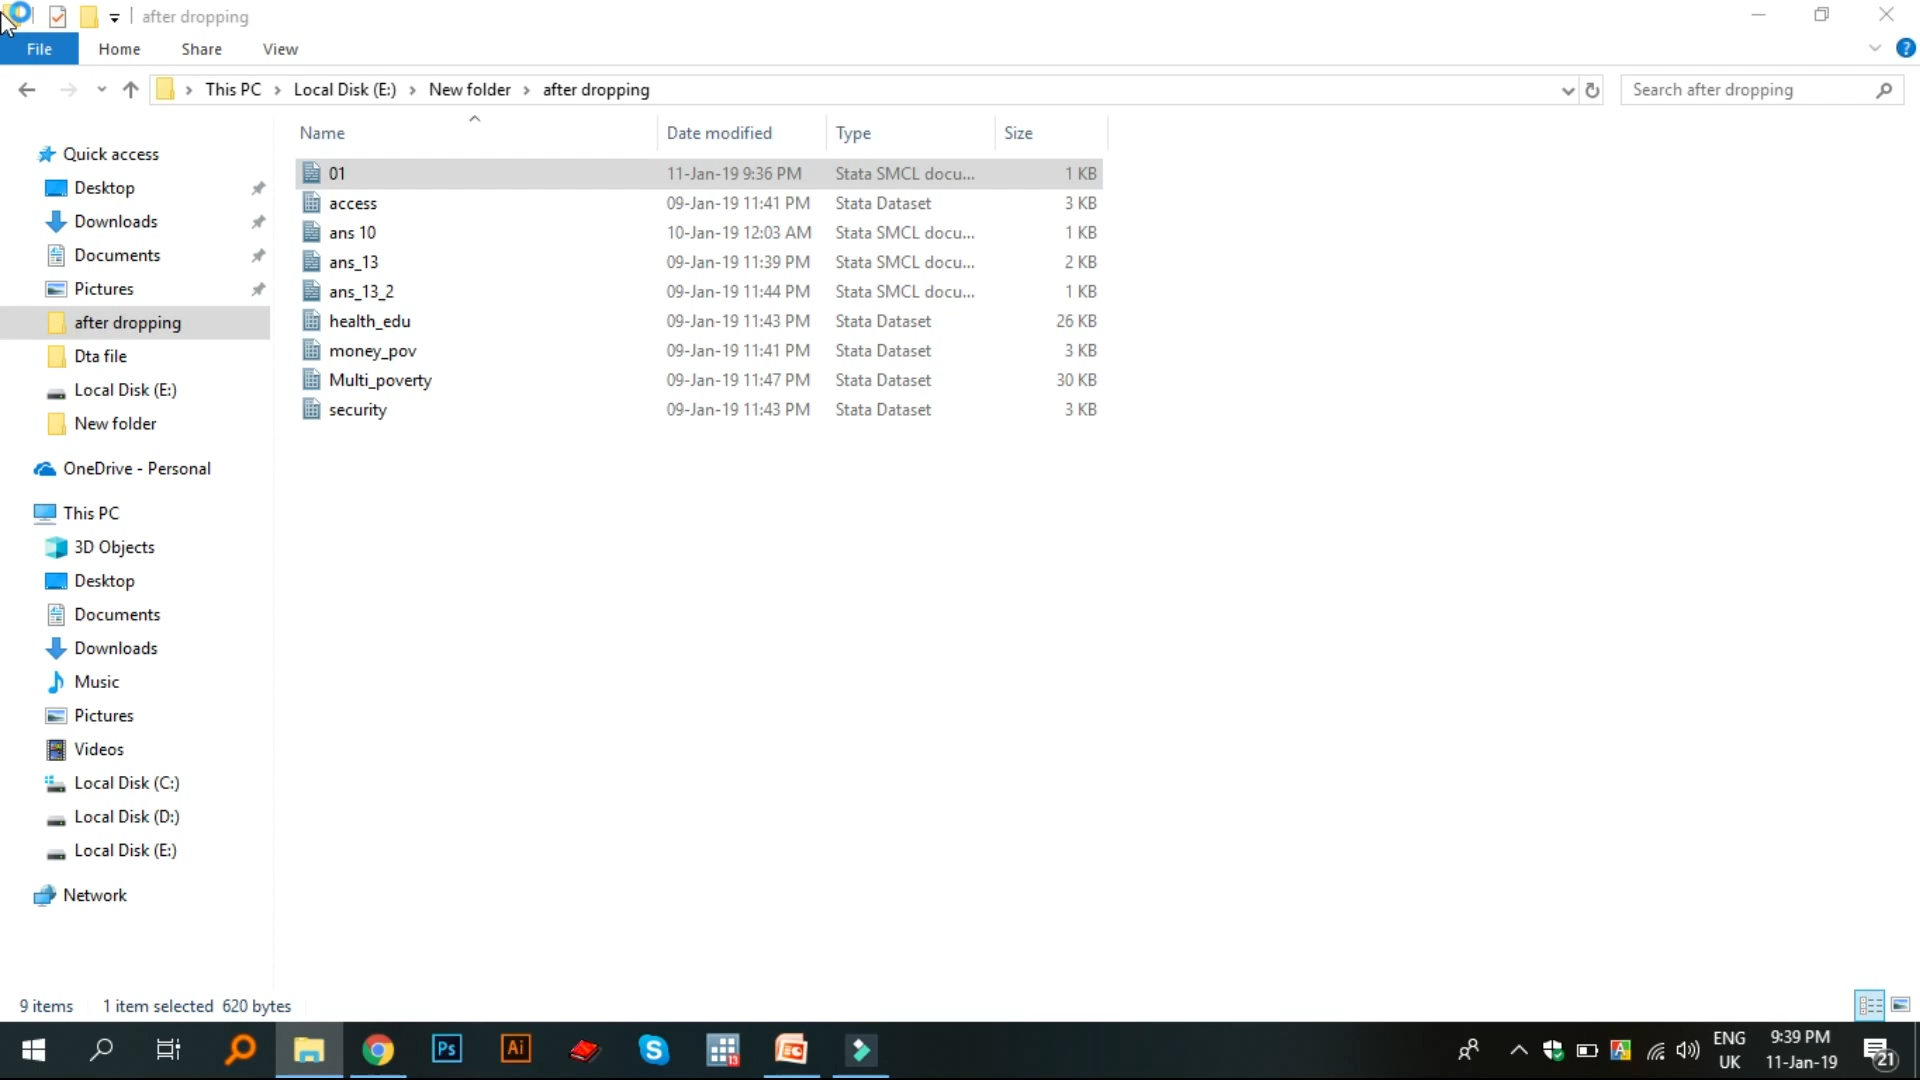 after dropping
File Home Share View
This PC Local Disk (E:) New folder after dropping
Search after dropping
Name Date modified Type Size
01 11-Jan-19 9:36 PM Stata SMCL docu... 1 KB
access 09-Jan-19 11:41 PM Stata Dataset 3 KB
ans 10 10-Jan-19 12:03 AM Stata SMCL docu... 1 KB
ans_13 09-Jan-19 11:39 PM Stata SMCL docu... 2 KB
ans_13_2 09-Jan-19 11:44 PM Stata SMCL docu... 1 KB
health_edu 09-Jan-19 11:43 PM Stata Dataset 26 KB
money_pov 09-Jan-19 11:41 PM Stata Dataset 3 KB
Multi_poverty 09-Jan-19 11:47 PM Stata Dataset 30 KB
security 09-Jan-19 11:43 PM Stata Dataset 3 KB
Quick access
Desktop
Downloads
Documents
Pictures
after dropping
Dta file
Local Disk (E:)
New folder
OneDrive - Personal
This PC
3D Objects
Desktop
Documents
Downloads
Music
Pictures
Videos
Local Disk (C:)
Local Disk (D:)
Local Disk (E:)
Network
9 items 1 item selected 620 bytes
Ps
Ai
13
A
ENG
UK
9:39 PM
11-Jan-19
21